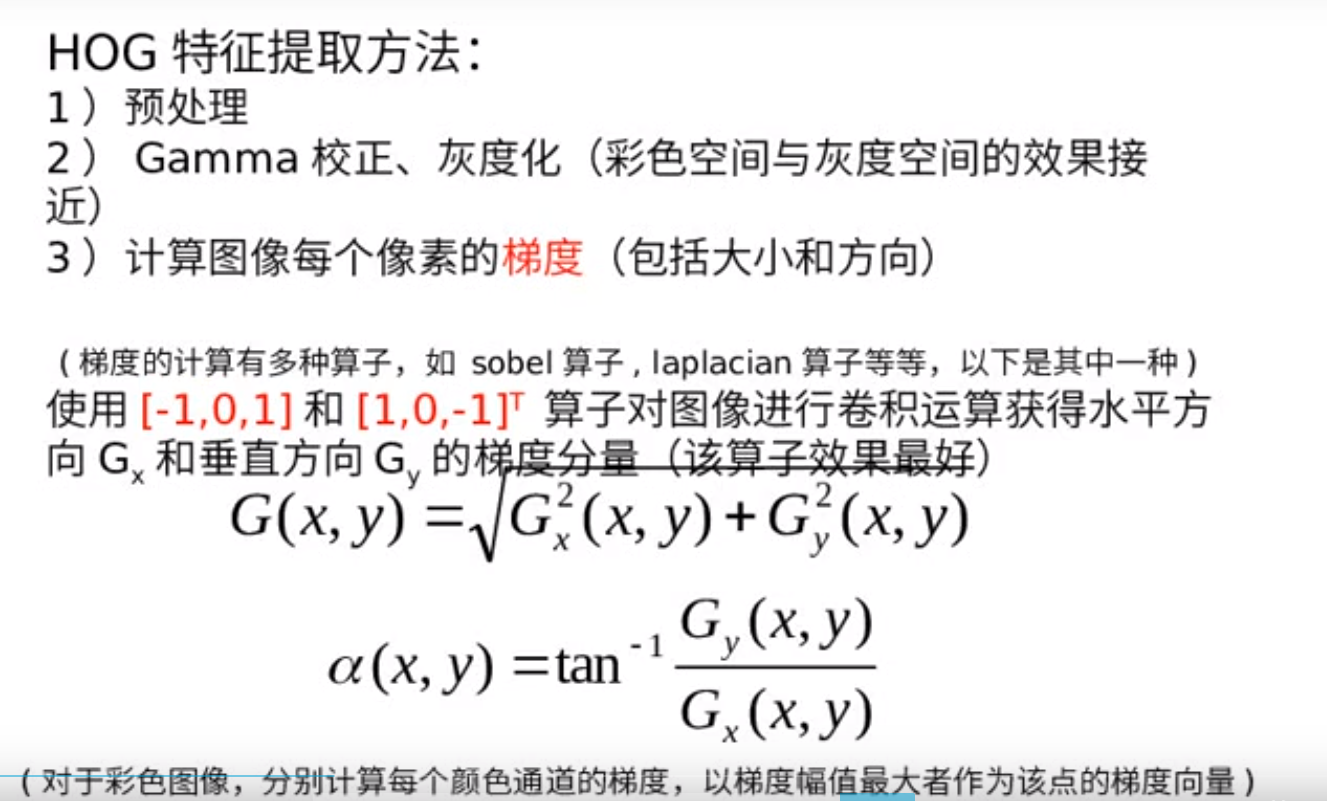 HOG 特征提取方法：
1 ）预处理
2 ） Gamma 校正、灰度化（彩色空间与灰度空间的效果接
近）
3 ）计算图像每个像素的梯度（包括大小和方向）
( 梯度的计算有多种算子，如 sobel 算子 , laplacian 算子等等，以下是其中一种 )
使用 [-1,0,1] 和 [1,0,-1]ᵀ 算子对图像进行卷积运算获得水平方
向 Gₓ 和垂直方向 G_y 的梯度分量（该算子效果最好）
G(x, y) = √(G_x^2(x, y) + G_y^2(x, y))
α(x, y) = tan^-1 G_y(x, y) / G_x(x, y)
( 对于彩色图像，分别计算每个颜色通道的梯度，以梯度幅值最大者作为该点的梯度向量 )